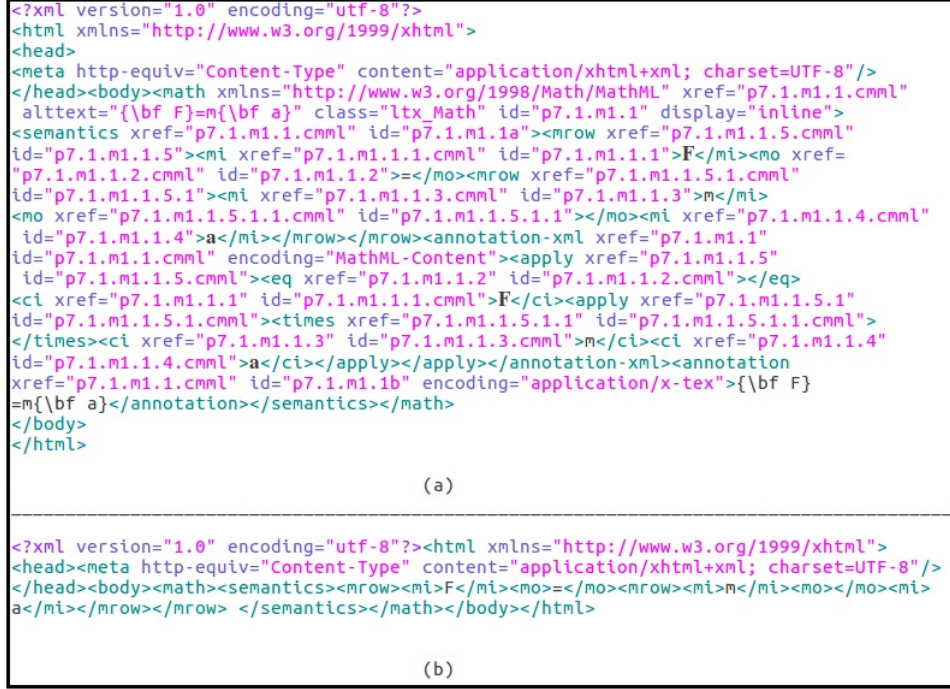 <?xml version="1.0" encoding="utf-8"?>
<html xmlns="http://www.w3.org/1999/xhtml">
<head>
<meta http-equiv="Content-Type" content="application/xhtml+xml; charset=UTF-8"/>
</head><body><math xmlns="http://www.w3.org/1998/Math/MathML" xref="p7.1.m1.1.cmml"
 alttext="{\bf F}=m{\bf a}" class="ltx_Math" id="p7.1.m1.1" display="inline">
<semantics xref="p7.1.m1.1.cmml" id="p7.1.m1.1a"><mrow xref="p7.1.m1.1.5.cmml"
id="p7.1.m1.1.5"><mi xref="p7.1.m1.1.1.cmml" id="p7.1.m1.1.1">F</mi><mo xref=
"p7.1.m1.1.2.cmml" id="p7.1.m1.1.2">=</mo><mrow xref="p7.1.m1.1.5.1.cmml"
id="p7.1.m1.1.5.1"><mi xref="p7.1.m1.1.3.cmml" id="p7.1.m1.1.3">m</mi>
<mo xref="p7.1.m1.1.5.1.1.cmml" id="p7.1.m1.1.5.1.1"></mo><mi xref="p7.1.m1.1.4.cmml"
 id="p7.1.m1.1.4">a</mi></mrow></mrow><annotation-xml xref="p7.1.m1.1"
id="p7.1.m1.1.cmml" encoding="MathML-Content"><apply xref="p7.1.m1.1.5"
 id="p7.1.m1.1.5.cmml"><eq xref="p7.1.m1.1.2" id="p7.1.m1.1.2.cmml"></eq>
<ci xref="p7.1.m1.1.1" id="p7.1.m1.1.1.cmml">F</ci><apply xref="p7.1.m1.1.5.1"
id="p7.1.m1.1.5.1.cmml"><times xref="p7.1.m1.1.5.1.1" id="p7.1.m1.1.5.1.1.cmml">
</times><ci xref="p7.1.m1.1.3" id="p7.1.m1.1.3.cmml">m</ci><ci xref="p7.1.m1.1.4"
id="p7.1.m1.1.4.cmml">a</ci></apply></apply></annotation-xml><annotation
xref="p7.1.m1.1.cmml" id="p7.1.m1.1b" encoding="application/x-tex">{\bf F}
=m{\bf a}</annotation></semantics></math>
</body>
</html>
(a)
<?xml version="1.0" encoding="utf-8"?><html xmlns="http://www.w3.org/1999/xhtml">
<head><meta http-equiv="Content-Type" content="application/xhtml+xml; charset=UTF-8"/>
</head><body><math><semantics><mrow><mi>F</mi><mo>=</mo><mrow><mi>m</mi><mo></mo><mi>
a</mi></mrow></mrow> </semantics></math></body></html>
(b)